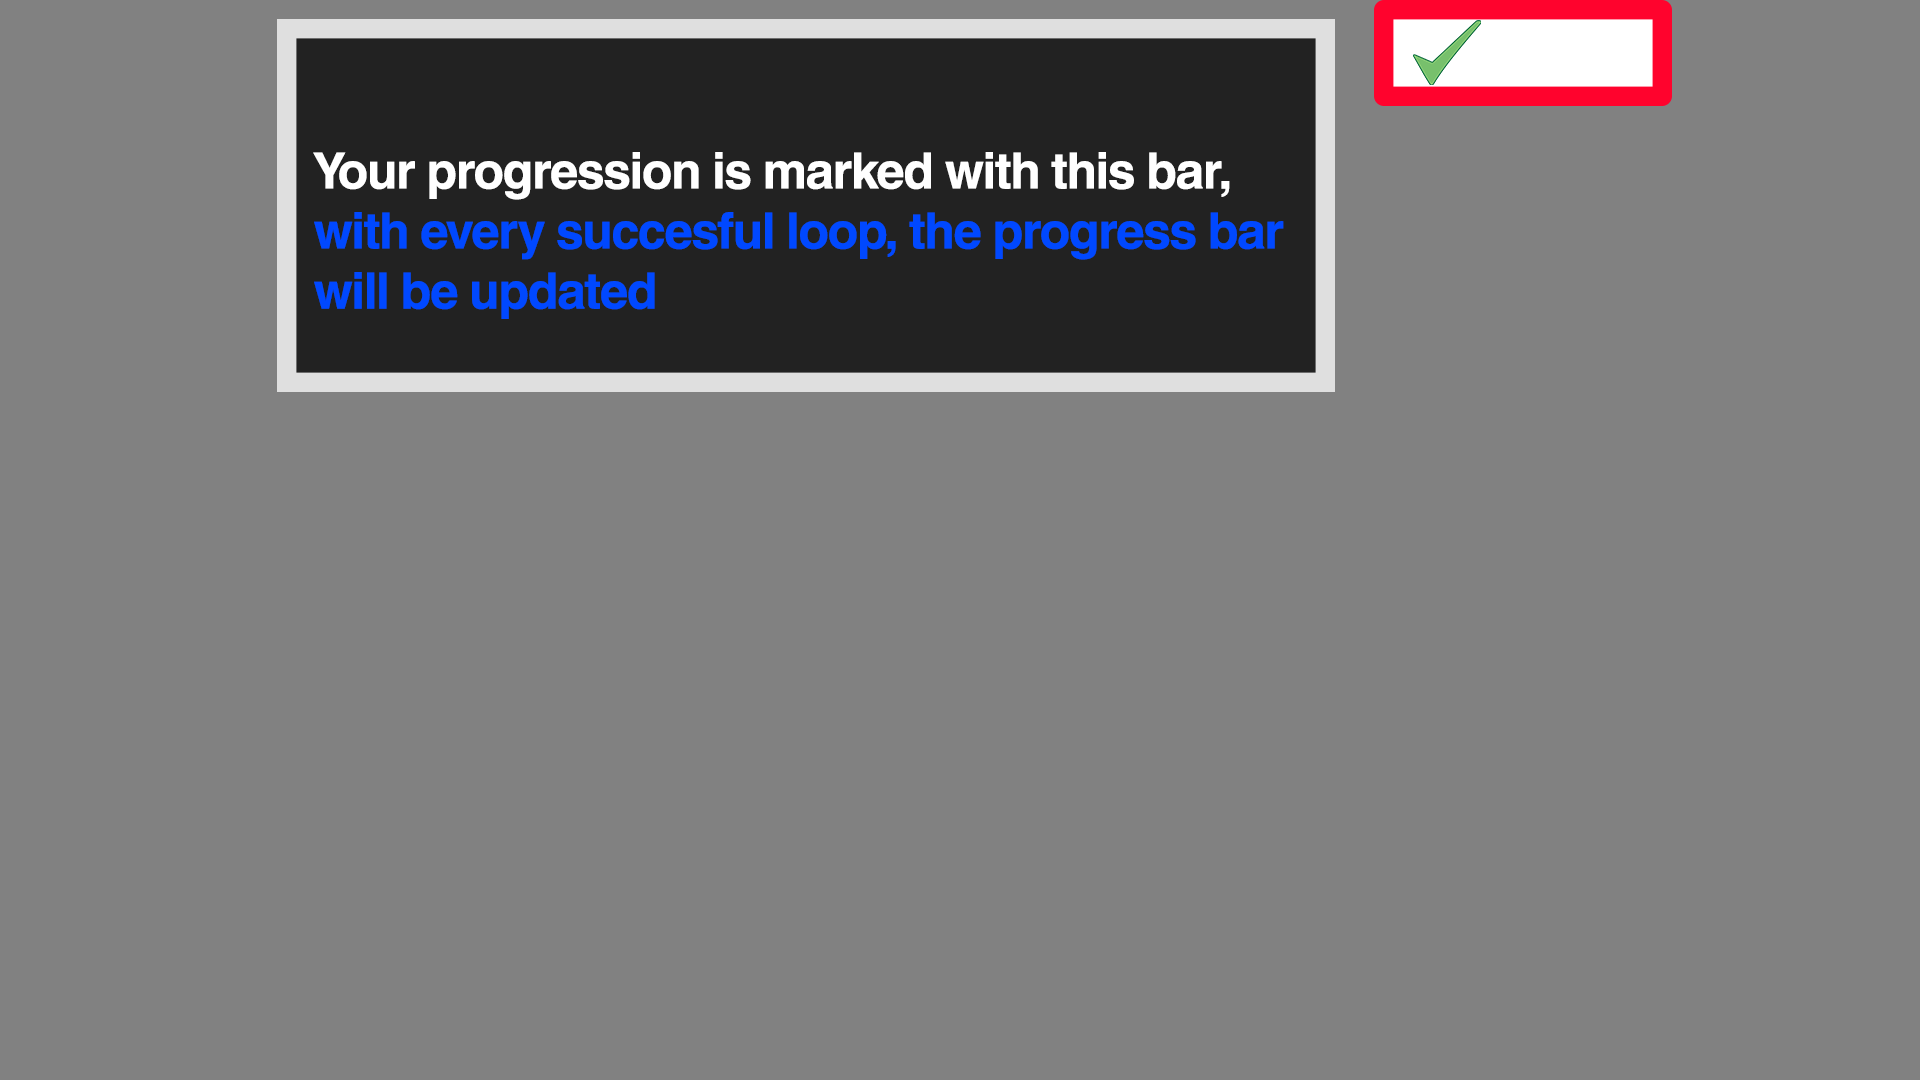 Your progression is marked with this bar,
with every succesful loop, the progress bar
will be updated